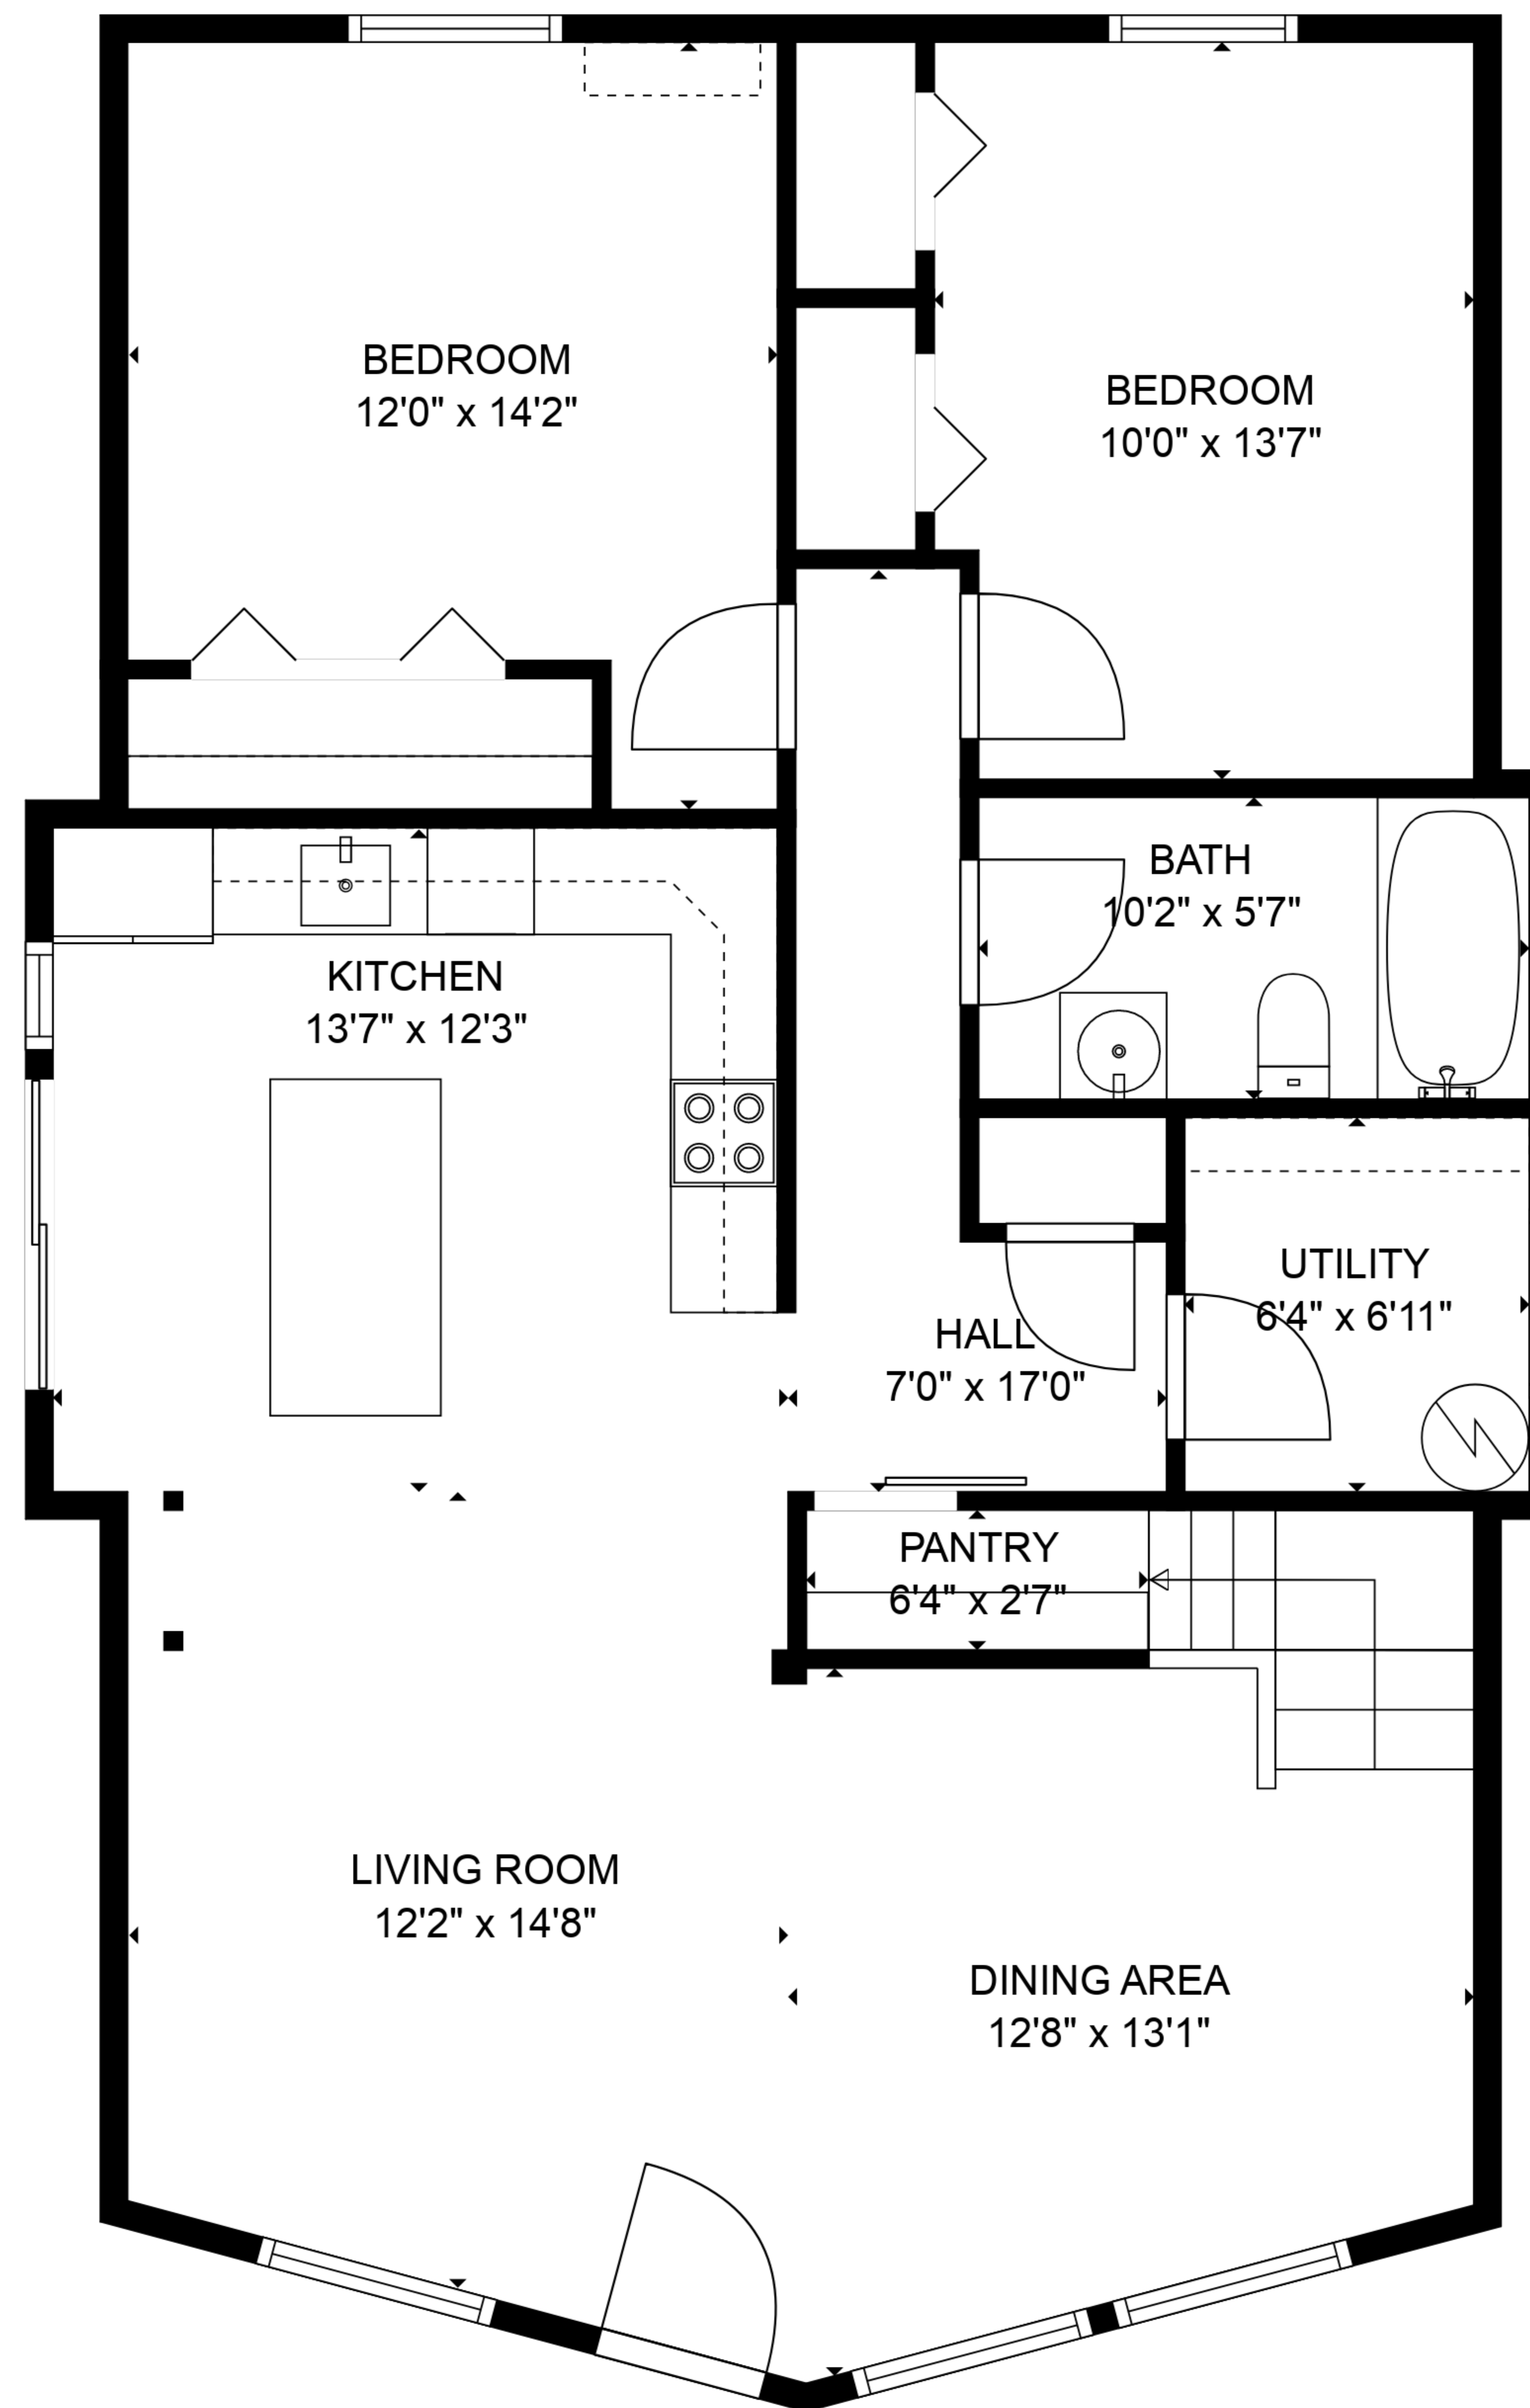 BEDROOM
12'0" x 14'2"
BEDROOM
10'0" x 13'7"
BATH
10'2" x 5'7"
KITCHEN
13'7" x 12'3"
UTILITY
6'4" x 6'11"
HALL
7'0" x 17'0"
PANTRY
6'4" x 2'7"
LIVING ROOM
12'2" x 14'8"
DINING AREA
12'8" x 13'1"